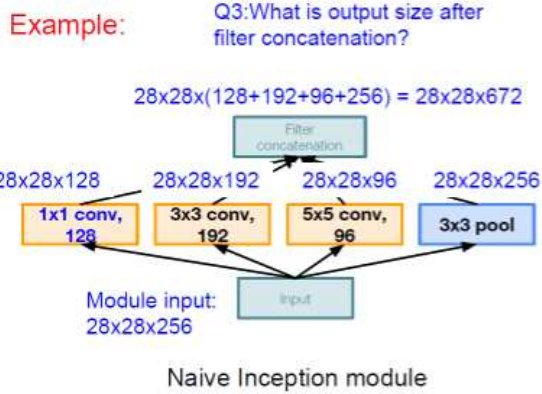 Example:
Q3:What is output size after
filter concatenation?
28x28x(128+192+96+256) = 28x28x672
Filter
concatenation
28x28x128
28x28x192
28x28x96
28x28x256
1x1 conv,
128
3x3 conv,
192
5x5 conv,
96
3x3 pool
Module input:
28x28x256
Input
Naive Inception module